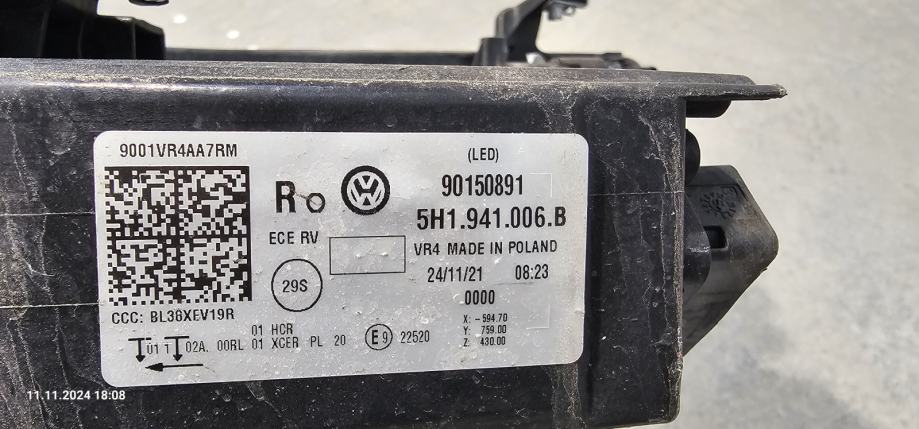 9001VR4AA7RM
(LED)
90150891
R
5H1.941.006.B
ECE RV
VR4 MADE IN POLAND
24/11/21 08:23
29S
0000
CCC: BL38XEV19R
01 HCR
01 1 02A. 00RL 01 XCER PL 20 E9 22520
X: -594.70
Y: 759.00
Z: 430.00
11.11.2024 18:08